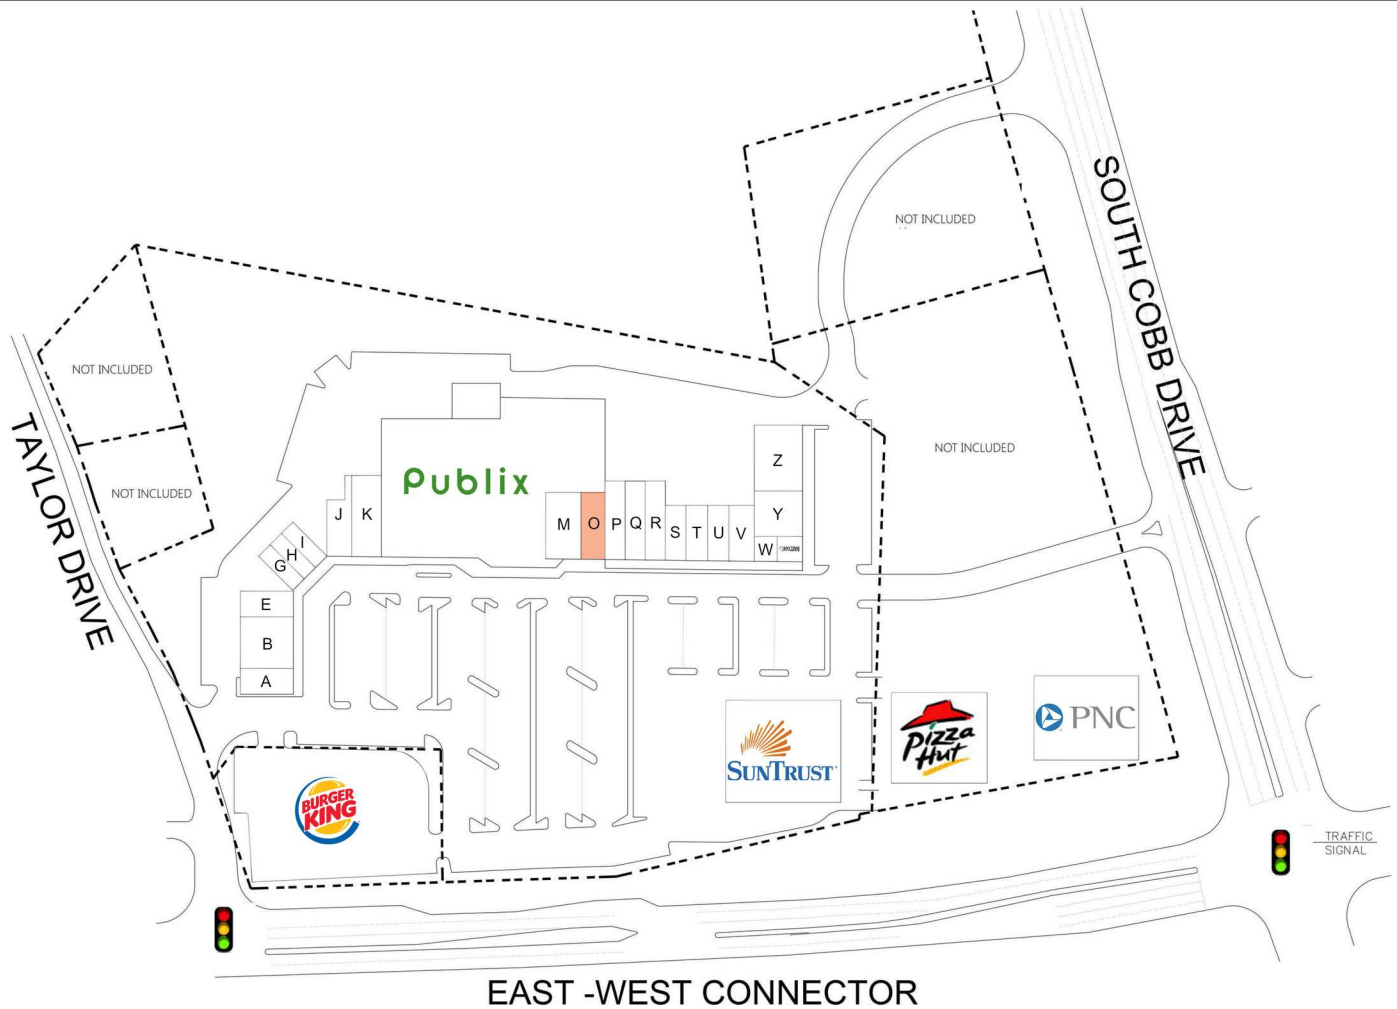 SOUTH COBB DRIVE
NOT INCLUDED
NOT INCLUDED
NOT INCLUDED
NOT INCLUDED
TAYLOR DRIVE
Publix
J
K
M
O
P
Q
R
S
T
U
V
Z
Y
W
I
H
G
E
B
A
SUNTRUST
Pizza
Hut
PNC
BURGER
KING
TRAFFIC
SIGNAL
EAST -WEST CONNECTOR